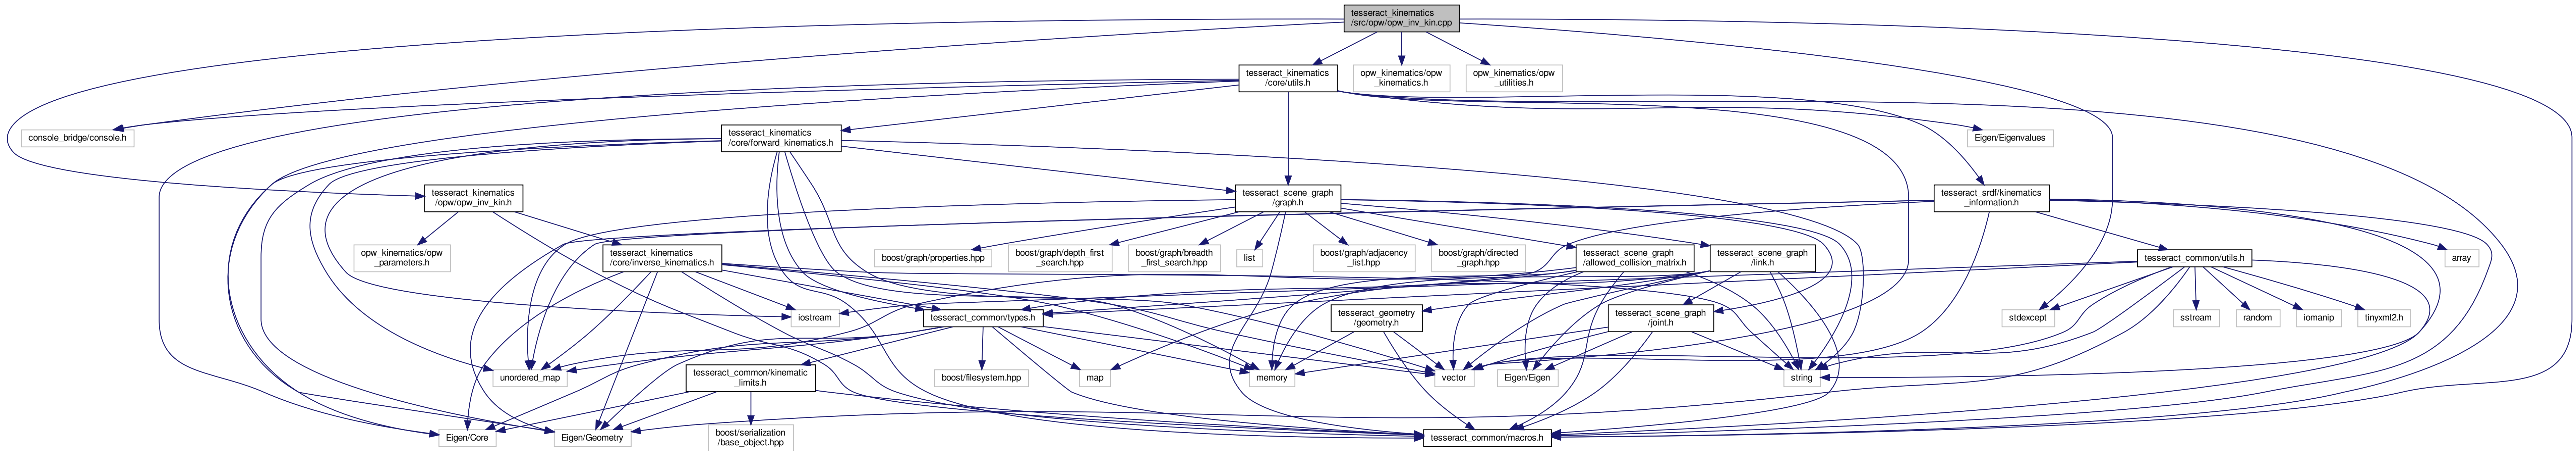 tesseract_kinematics
/src/opw/opw_inv_kin.cpp
tesseract_kinematics
/core/utils.h
opw_kinematics/opw
_kinematics.h
opw_kinematics/opw
_utilities.h
console_bridge/console.h
tesseract_kinematics
/core/forward_kinematics.h
Eigen/Eigenvalues
tesseract_kinematics
/opw/opw_inv_kin.h
tesseract_scene_graph
/graph.h
tesseract_srdf/kinematics
_information.h
opw_kinematics/opw
_parameters.h
tesseract_kinematics
/core/inverse_kinematics.h
boost/graph/properties.hpp
boost/graph/depth_first
_search.hpp
boost/graph/breadth
_first_search.hpp
list
boost/graph/adjacency
_list.hpp
boost/graph/directed
_graph.hpp
tesseract_scene_graph
/allowed_collision_matrix.h
tesseract_scene_graph
/link.h
tesseract_common/utils.h
array
iostream
tesseract_common/types.h
tesseract_geometry
/geometry.h
tesseract_scene_graph
/joint.h
stdexcept
sstream
random
iomanip
tinyxml2.h
unordered_map
tesseract_common/kinematic
_limits.h
boost/filesystem.hpp
map
memory
vector
Eigen/Eigen
string
Eigen/Core
Eigen/Geometry
boost/serialization
/base_object.hpp
tesseract_common/macros.h